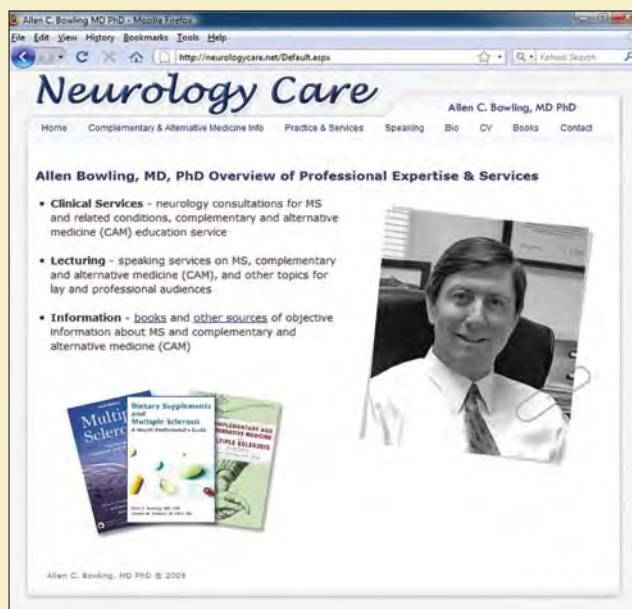 Allen C. Bowling MD PhD - Mozilla Firefox
File Edit View History Bookmarks Tools Help
http://neurologycare.net/Default.aspx
Yahoo! Search
Neurology Care
Allen C. Bowling, MD PhD
Home Complementary & Alternative Medicine Info Practice & Services Speaking Bio CV Books Contact
Allen Bowling, MD, PhD Overview of Professional Expertise & Services
• Clinical Services - neurology consultations for MS
and related conditions, complementary and alternative
medicine (CAM) education service
• Lecturing - speaking services on MS, complementary
and alternative medicine (CAM), and other topics for
lay and professional audiences
• Information - books and other sources of objective
information about MS and complementary and
alternative medicine (CAM)
Dietary Supplements
and
Multiple Sclerosis
A Health Professional's Guide
Allen C. Bowling, MD PhD © 2009